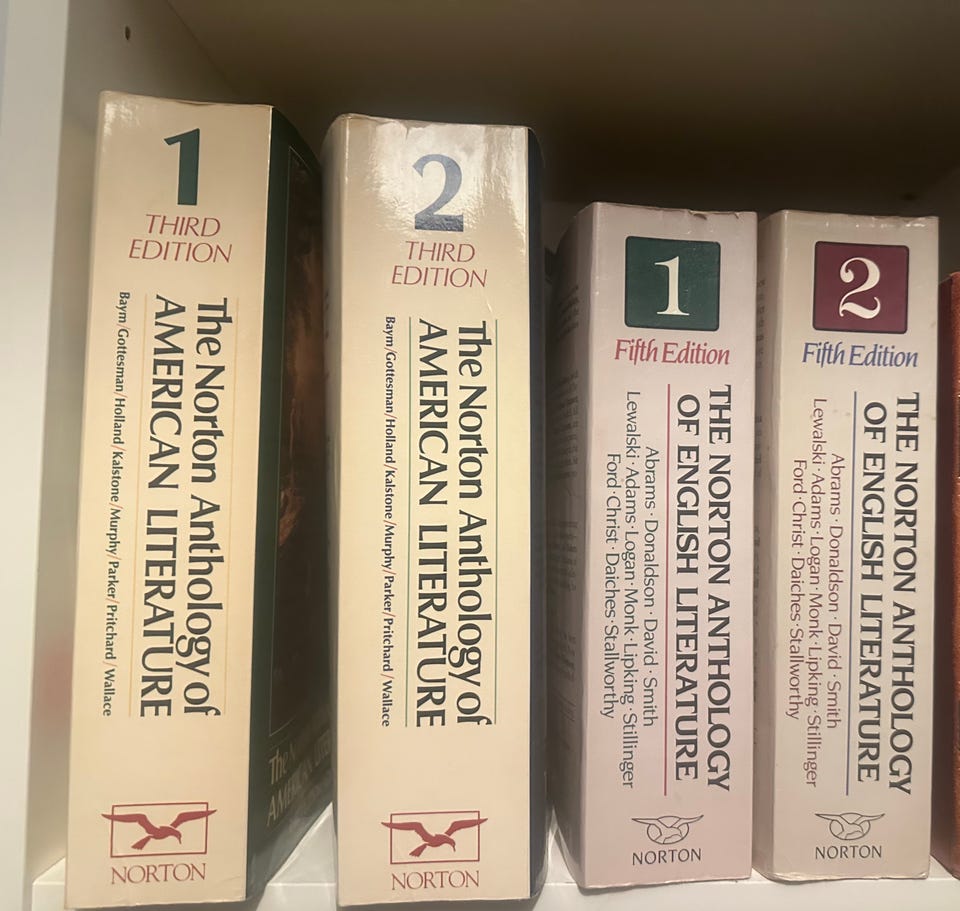 1
THIRD
EDITION
The Norton Anthology of
AMERICAN LITERATURE
Baym/Gottesman/Holland/Kalstone/Murphy/Parker/Pritchard/Wallace
NORTON
2
THIRD
EDITION
The Norton Anthology of
AMERICAN LITERATURE
Baym/Gottesman/Holland/Kalstone/Murphy/Parker/Pritchard/Wallace
NORTON
1
Fifth Edition
THE NORTON ANTHOLOGY
OF ENGLISH LITERATURE
Abrams · Donaldson · David · Smith
Lewalski · Adams · Logan · Monk · Lipking · Stillinger
Ford · Christ · Daiches · Stallworthy
NORTON
2
Fifth Edition
THE NORTON ANTHOLOGY
OF ENGLISH LITERATURE
Abrams · Donaldson · David · Smith
Lewalski · Adams · Logan · Monk · Lipking · Stillinger
Ford · Christ · Daiches · Stallworthy
NORTON